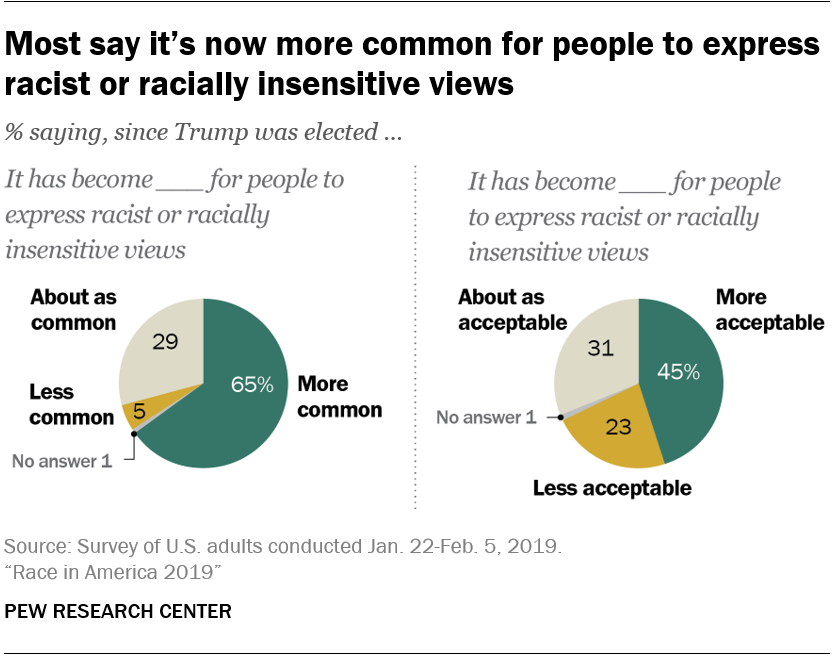 Most say it’s now more common for people to express
racist or racially insensitive views
% saying, since Trump was elected ...
It has become ___ for people to
express racist or racially
insensitive views
About as
common
29
65%
More
common
Less
common
5
No answer 1
It has become ___ for people
to express racist or racially
insensitive views
About as
acceptable
31
More
acceptable
45%
No answer 1
23
Less acceptable
Source: Survey of U.S. adults conducted Jan. 22-Feb. 5, 2019.
“Race in America 2019”
PEW RESEARCH CENTER